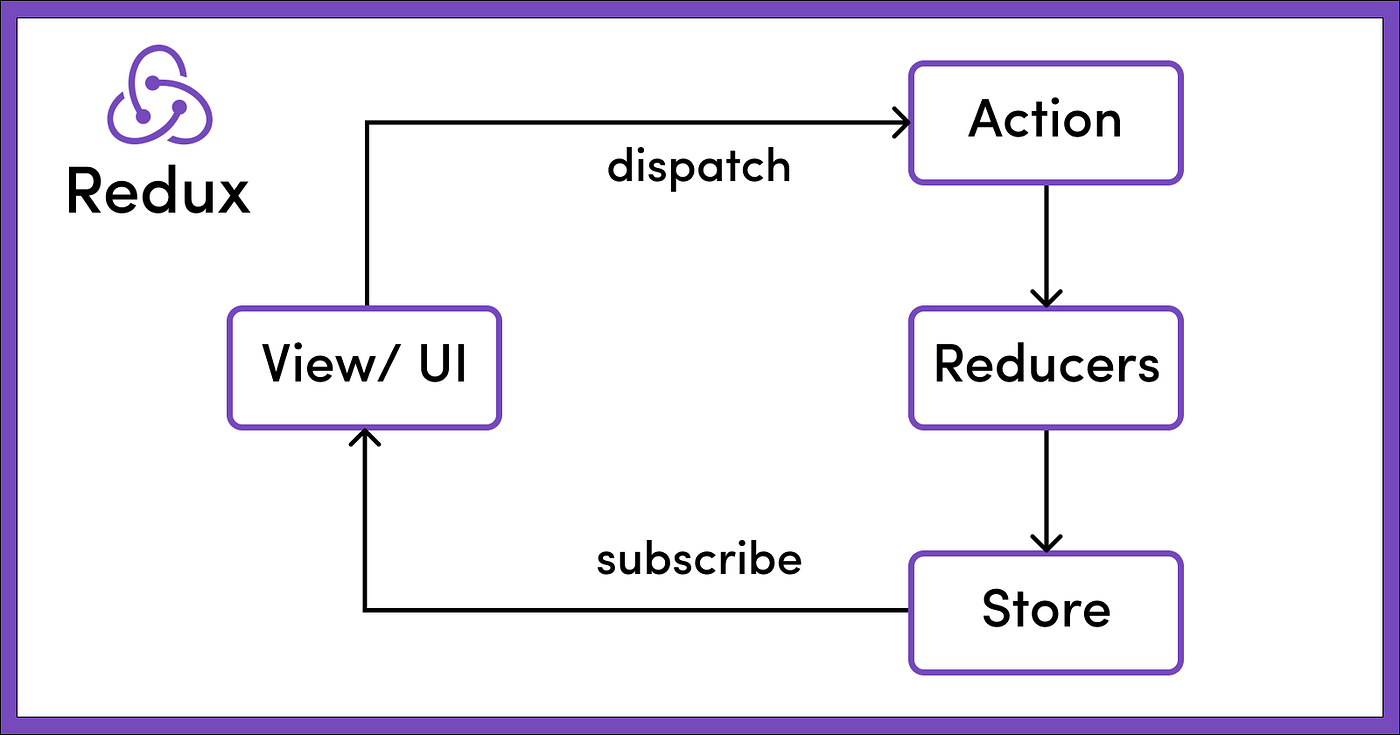 Redux
Action
dispatch
View/ UI
Reducers
subscribe
Store